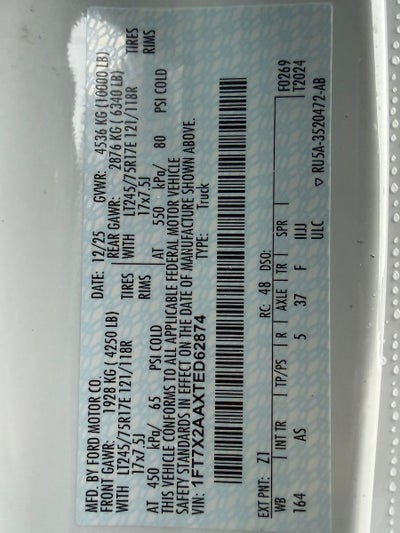 MFD. BY FORD MOTOR CO.
DATE: 12/25 GVWR: 4536 KG (10000 LB)
FRONT GAWR: 1928 KG ( 4250 LB)
REAR GAWR: 2876 KG ( 6340 LB)
WITH LT245/75R17E 121/118R TIRES
WITH LT245/75R17E 121/118R TIRES
17x7.5J RIMS
17x7.5J RIMS
AT 450 kPa/ 65 PSI COLD
AT 550 kPa/ 80 PSI COLD
THIS VEHICLE CONFORMS TO ALL APPLICABLE FEDERAL MOTOR VEHICLE
SAFETY STANDARDS IN EFFECT ON THE DATE OF MANUFACTURE SHOWN ABOVE.
VIN: 1FT7X2AAXTED62874
TYPE: Truck
F0269
T2024
EXT PNT: Z1 RC: 48 DSO:
WB INT TR TP/PS R AXLE TR SPR
164 AS 5 37 F IIJJ
ULC
▽ RU5A-3520472-AB